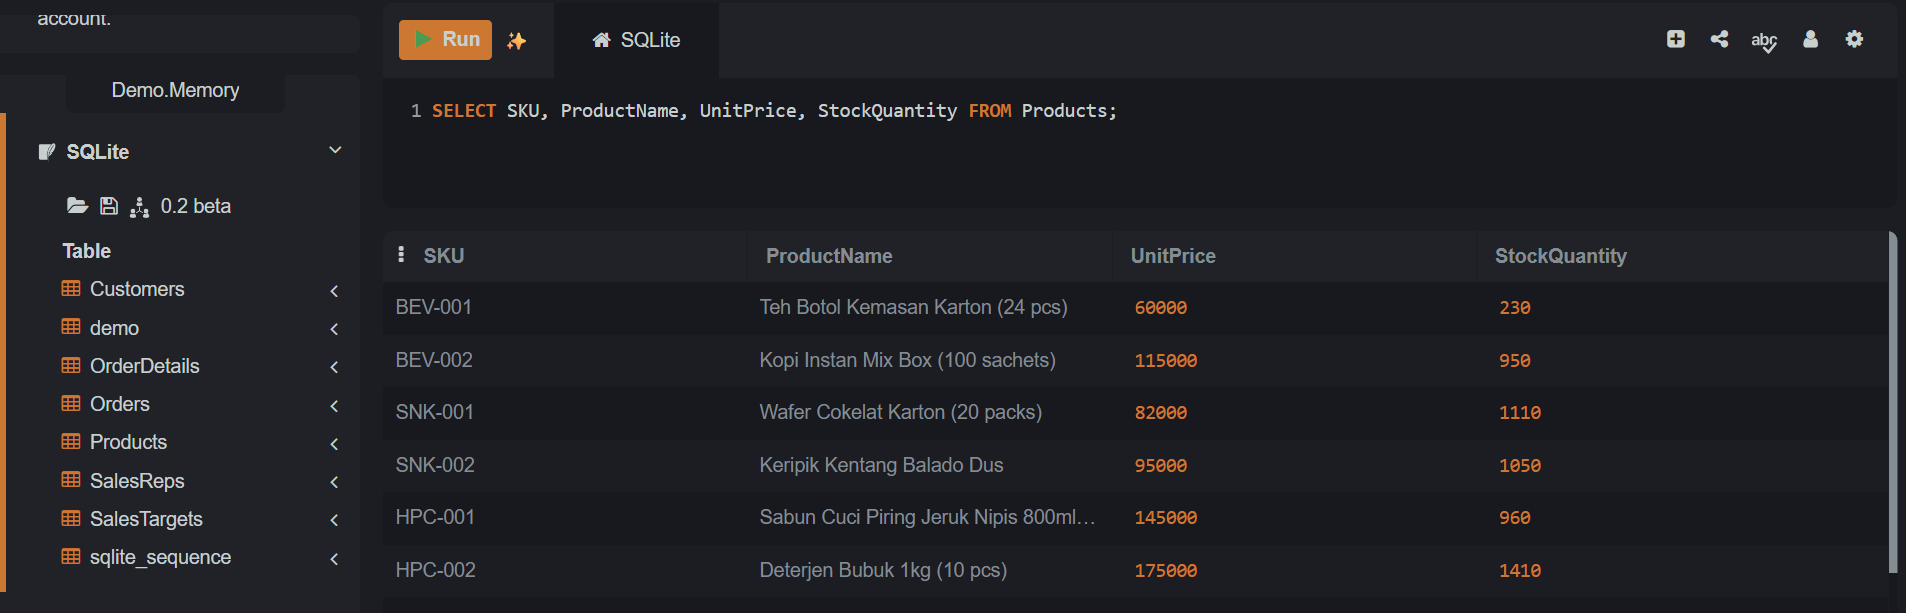 account.
Demo.Memory
SQLite
0.2 beta
Table
Customers
demo
OrderDetails
Orders
Products
SalesReps
SalesTargets
sqlite_sequence
Run
SQLite
abc
1 SELECT SKU, ProductName, UnitPrice, StockQuantity FROM Products;
SKU ProductName UnitPrice StockQuantity
BEV-001 Teh Botol Kemasan Karton (24 pcs) 60000 230
BEV-002 Kopi Instan Mix Box (100 sachets) 115000 950
SNK-001 Wafer Cokelat Karton (20 packs) 82000 1110
SNK-002 Keripik Kentang Balado Dus 95000 1050
HPC-001 Sabun Cuci Piring Jeruk Nipis 800ml… 145000 960
HPC-002 Deterjen Bubuk 1kg (10 pcs) 175000 1410